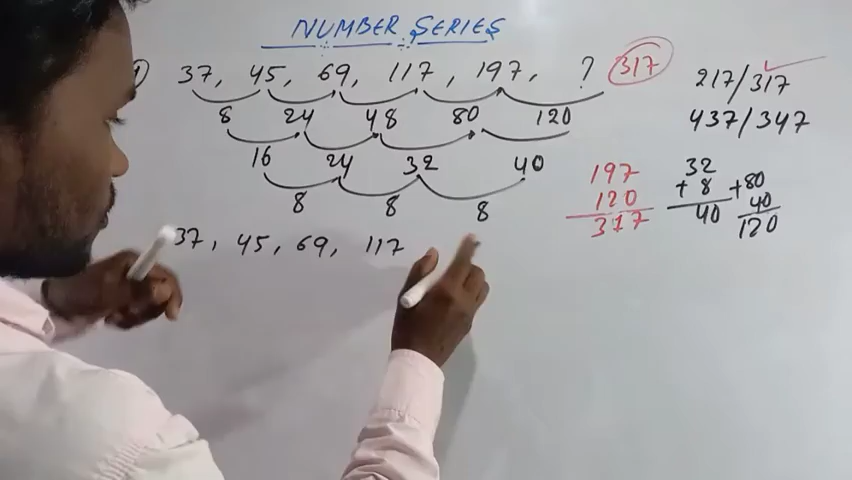 NUMBER SERIES
1) 37, 45, 69, 117, 197, ? 317
217/317
437/347
8 24 48 80 120
16 24 32 40
8 8 8
197
120
317
32
+ 8
40
+80
40
120
37, 45, 69, 117